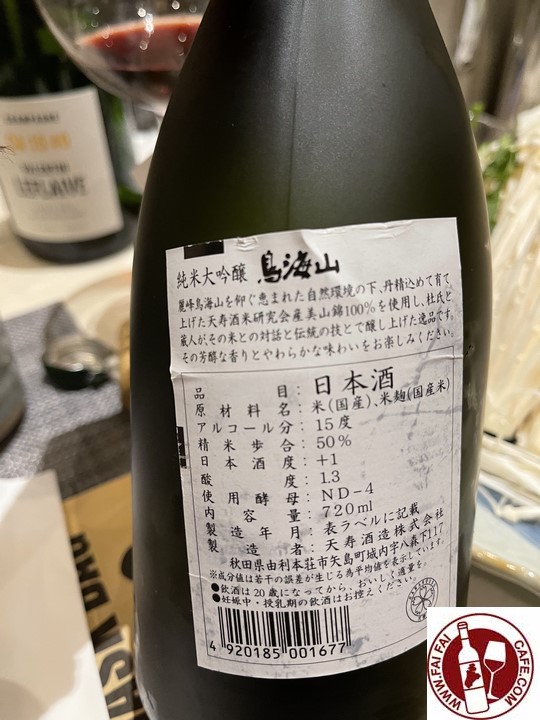 LEFLAIVE
純米大吟醸 鳥海山
麗峰鳥海山を仰ぐ恵まれた自然環境の下、丹精込めて育て
上げた天寿酒米研究会産美山錦100%を使用し、杜氏と
蔵人が、その米との対話と伝統の技とで醸し上げた逸品です。
その芳醇な香りとやわらかな味わいをお楽しみください。
品目:日本酒
原材料名:米(国産)、米麹(国産米)
アルコール分:15度
精米歩合:50%
日本酒度:+1
酸度:1.3
使用酵母:ND-4
内容量:720ml
製造年月:表ラベルに記載
製造者:天寿酒造株式会社
秋田県由利本荘市矢島町城内字八森下117
※成分値は若干の誤差が生じる為平均値を表示しています。
●飲酒は20歳になってから。おいしく適量を。
●妊娠中・授乳期の飲酒はお控えください。
4 920185 001677
WWW.FAIFAICAFE.COM